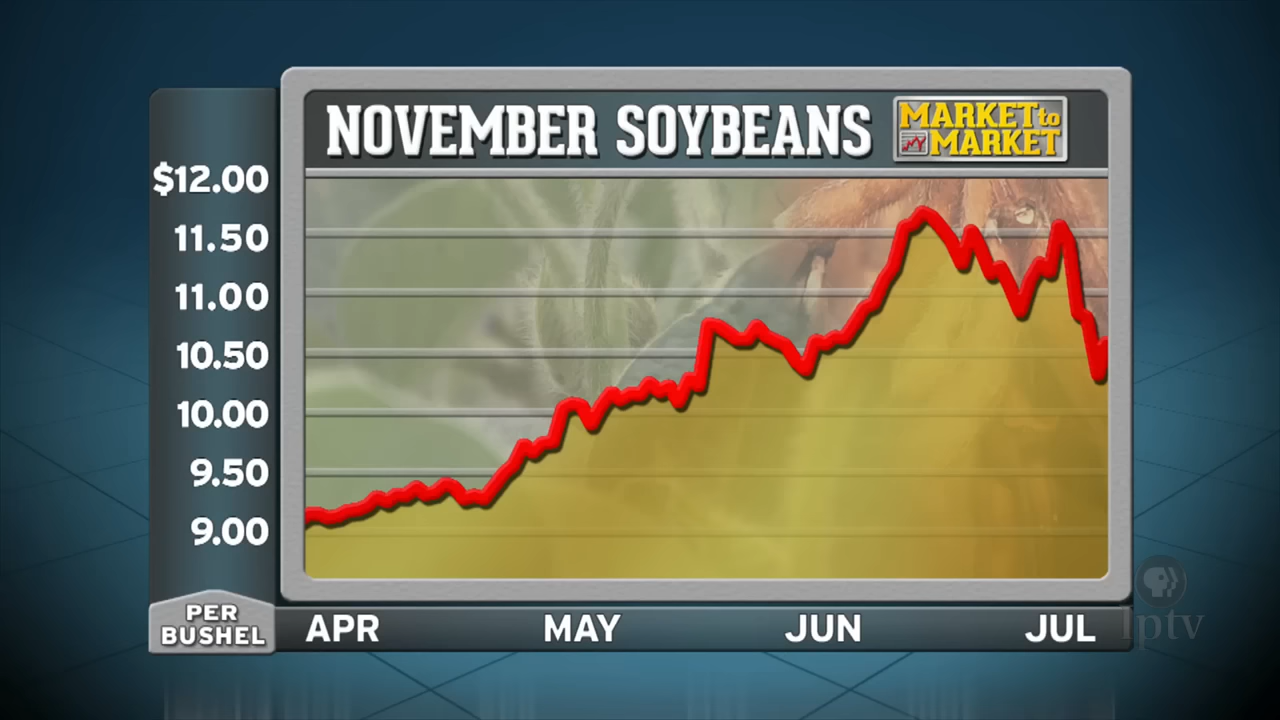 NOVEMBER SOYBEANS
MARKET to
MARKET
$12.00
11.50
11.00
10.50
10.00
9.50
9.00
PER
BUSHEL
APR MAY JUN JUL
iptv